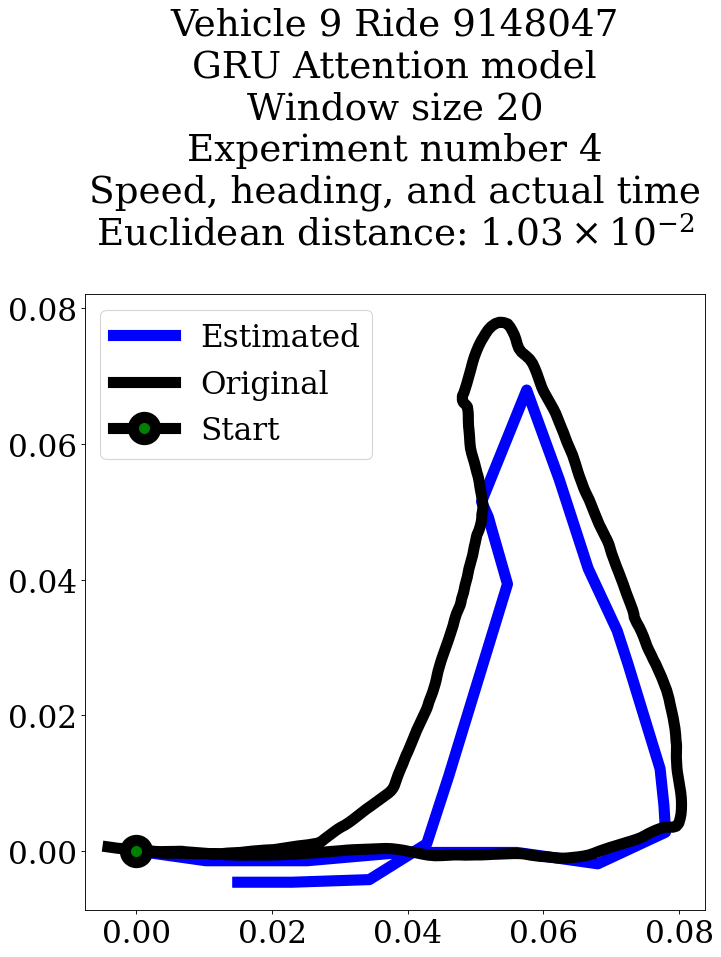 Vehicle 9 Ride 9148047
GRU Attention model
Window size 20
Experiment number 4
Speed, heading, and actual time
Euclidean distance: 1.03 × 10⁻²
0.08
0.06
0.04
0.02
0.00
Estimated
Original
Start
0.00 0.02 0.04 0.06 0.08